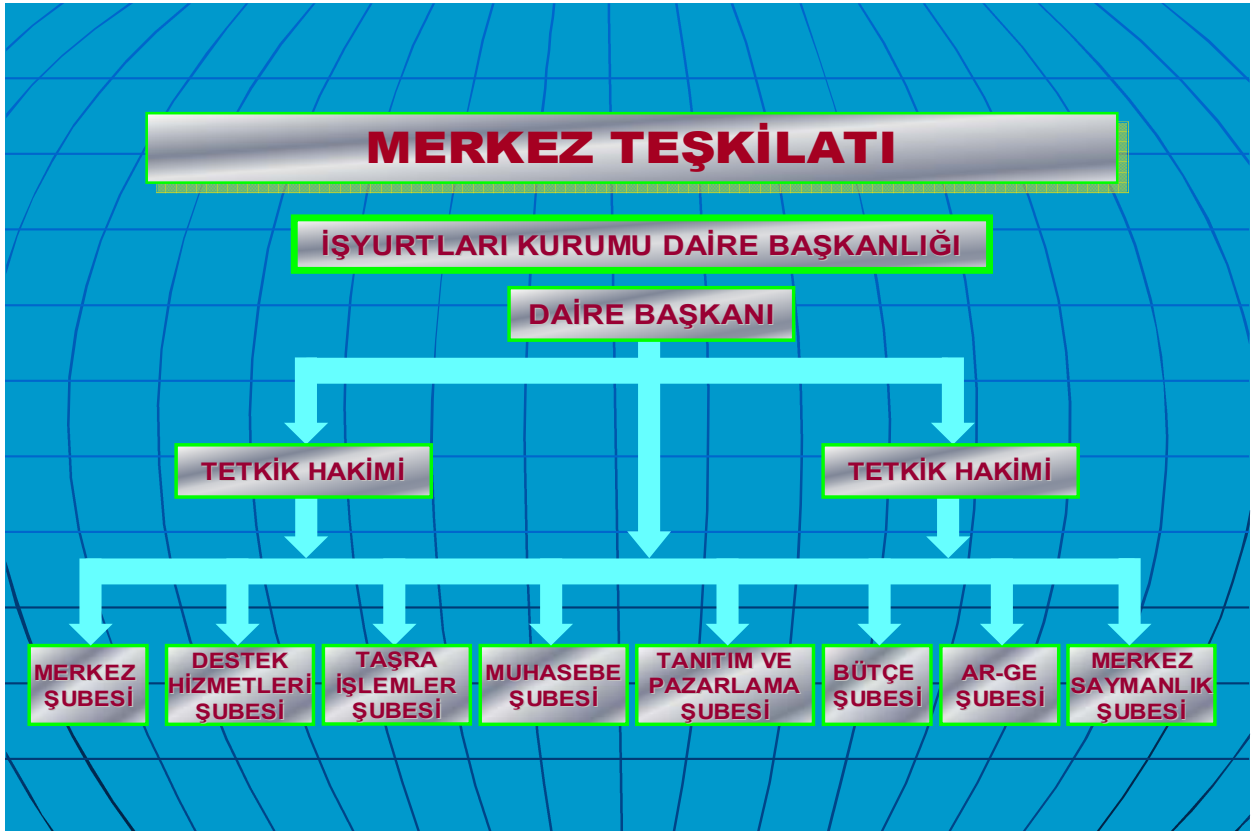 MERKEZ TEŞKİLATI
İŞYURTLARI KURUMU DAİRE BAŞKANLIĞI
DAİRE BAŞKANI
TETKİK HAKİMİ
TETKİK HAKİMİ
MERKEZ
ŞUBESİ
DESTEK
HİZMETLERİ
ŞUBESİ
TAŞRA
İŞLEMLER
ŞUBESİ
MUHASEBE
ŞUBESİ
TANITIM VE
PAZARLAMA
ŞUBESİ
BÜTÇE
ŞUBESİ
AR-GE
ŞUBESİ
MERKEZ
SAYMANLIK
ŞUBESİ